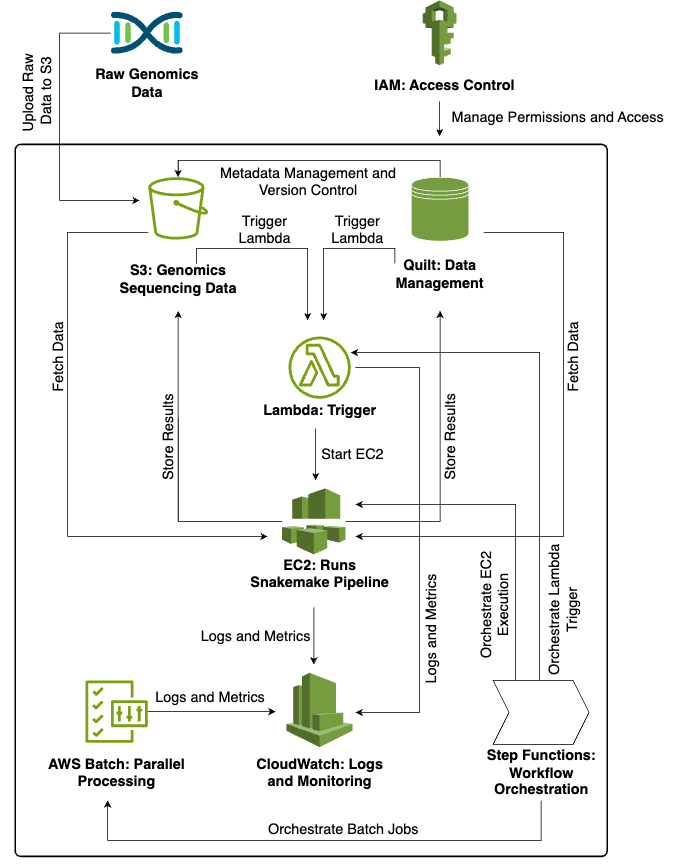 Raw Genomics
Data
IAM: Access Control
Upload Raw
Data to S3
Manage Permissions and Access
Metadata Management and
Version Control
Trigger
Lambda
Trigger
Lambda
S3: Genomics
Sequencing Data
Quilt: Data
Management
Fetch Data
Fetch Data
Lambda: Trigger
Store Results
Store Results
Start EC2
EC2: Runs
Snakemake Pipeline
Orchestrate EC2
Execution
Orchestrate Lambda
Trigger
Logs and Metrics
Logs and Metrics
Logs and Metrics
AWS Batch: Parallel
Processing
CloudWatch: Logs
and Monitoring
Step Functions:
Workflow
Orchestration
Orchestrate Batch Jobs